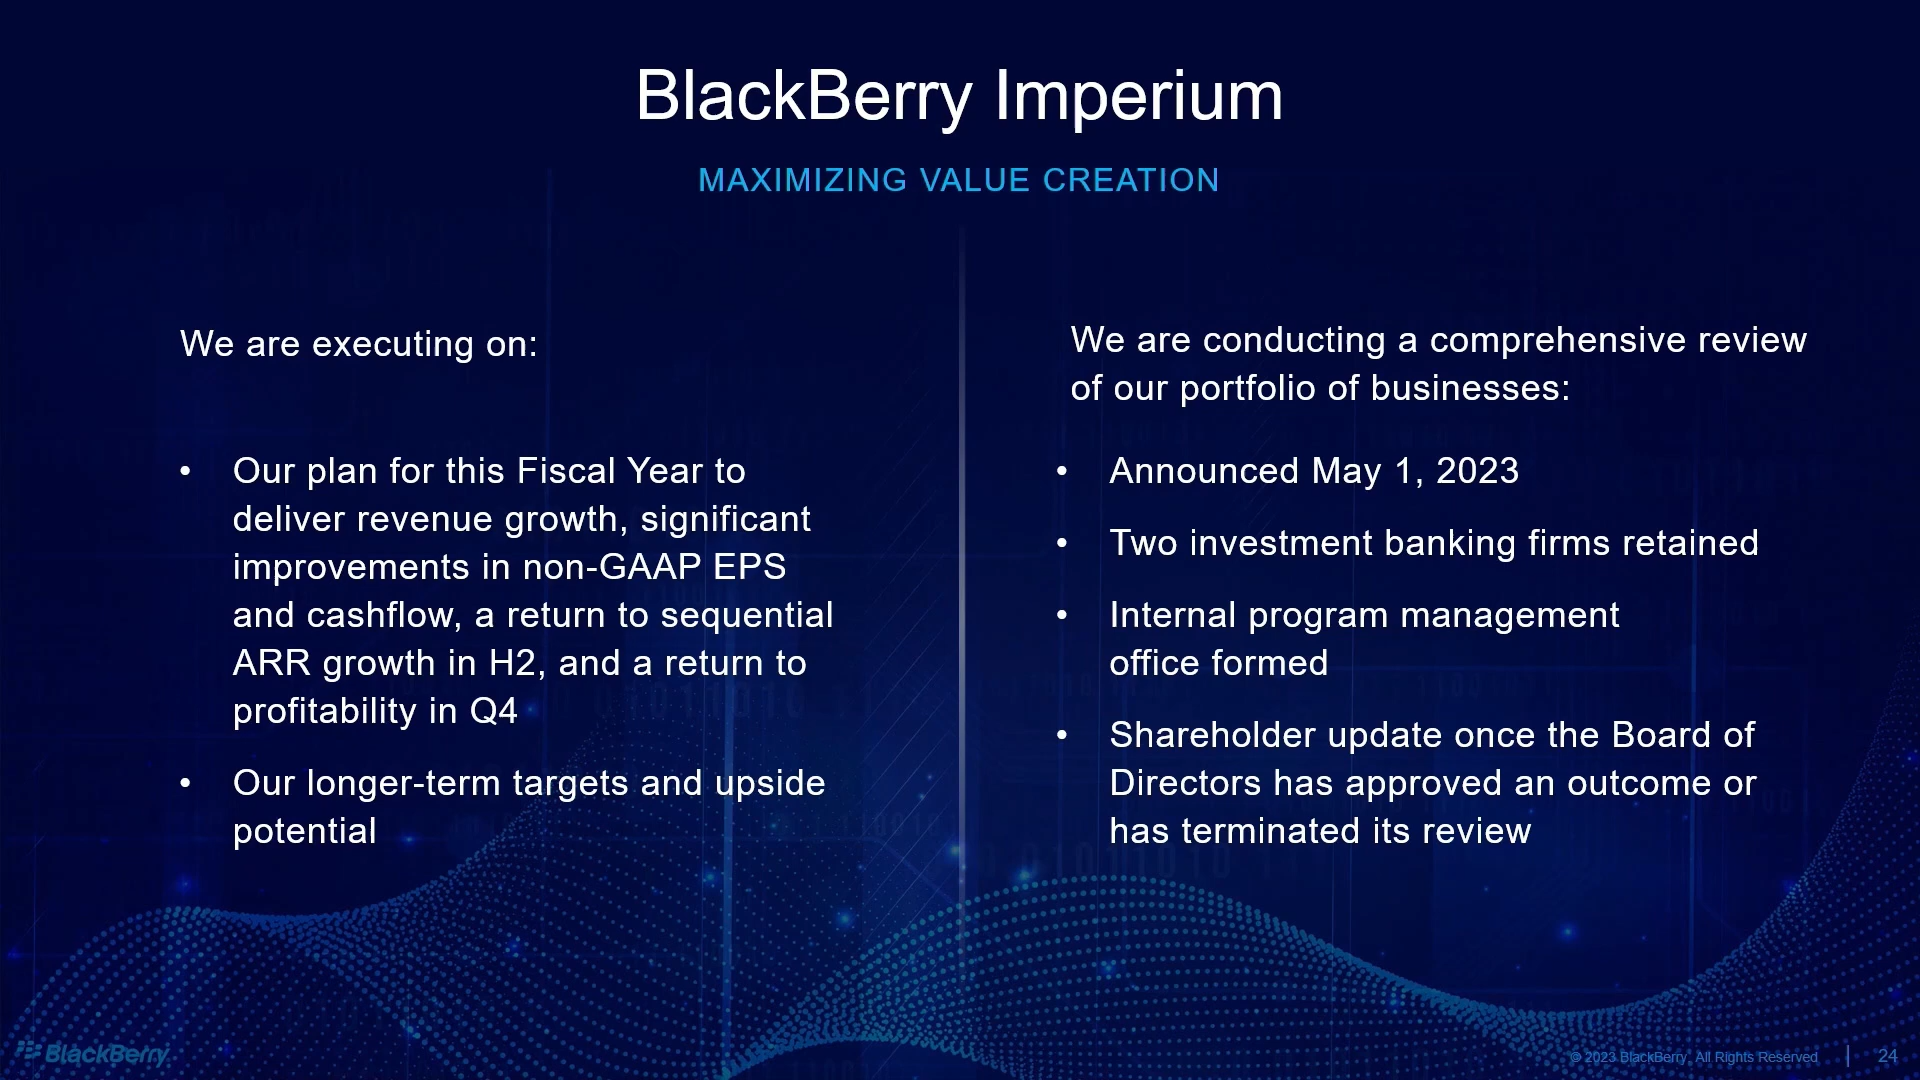 BlackBerry Imperium
MAXIMIZING VALUE CREATION
We are executing on:
• Our plan for this Fiscal Year to
deliver revenue growth, significant
improvements in non-GAAP EPS
and cashflow, a return to sequential
ARR growth in H2, and a return to
profitability in Q4
• Our longer-term targets and upside
potential
We are conducting a comprehensive review
of our portfolio of businesses:
• Announced May 1, 2023
• Two investment banking firms retained
• Internal program management
office formed
• Shareholder update once the Board of
Directors has approved an outcome or
has terminated its review
BlackBerry
© 2023 BlackBerry. All Rights Reserved | 24